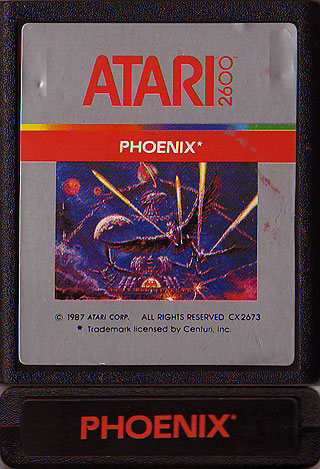 ATARI 2600
PHOENIX*
© 1987 ATARI CORP. ALL RIGHTS RESERVED CX2673
* Trademark licensed by Centuri, Inc.
PHOENIX*